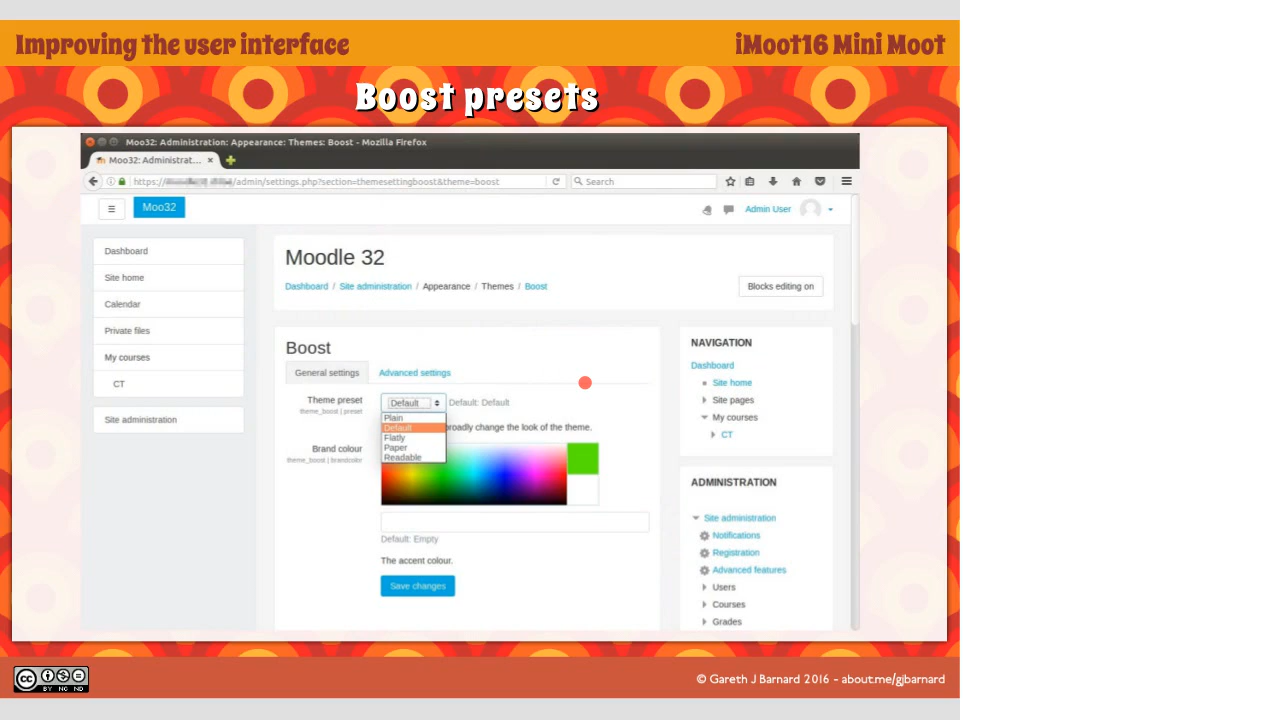 Improving the user interface
iMoot16 Mini Moot
Boost presets
Moo32: Administration: Appearance: Themes: Boost - Mozilla Firefox
Moo32: Administrat... ×
https:// /admin/settings.php?section=themesettingboost&theme=boost
Search
Moo32
Admin User
Dashboard
Site home
Calendar
Private files
My courses
CT
Site administration
Moodle 32
Dashboard / Site administration / Appearance / Themes / Boost
Blocks editing on
Boost
General settings
Advanced settings
Theme preset
theme_boost | preset
Default
Default: Default
Plain
Default
Flatly
Paper
Readable
broadly change the look of the theme.
Brand colour
theme_boost | brandcolor
Default: Empty
The accent colour.
Save changes
NAVIGATION
Dashboard
Site home
Site pages
My courses
CT
ADMINISTRATION
Site administration
Notifications
Registration
Advanced features
Users
Courses
Grades
CC BY NC ND
© Gareth J Barnard 2016 - about.me/gjbarnard